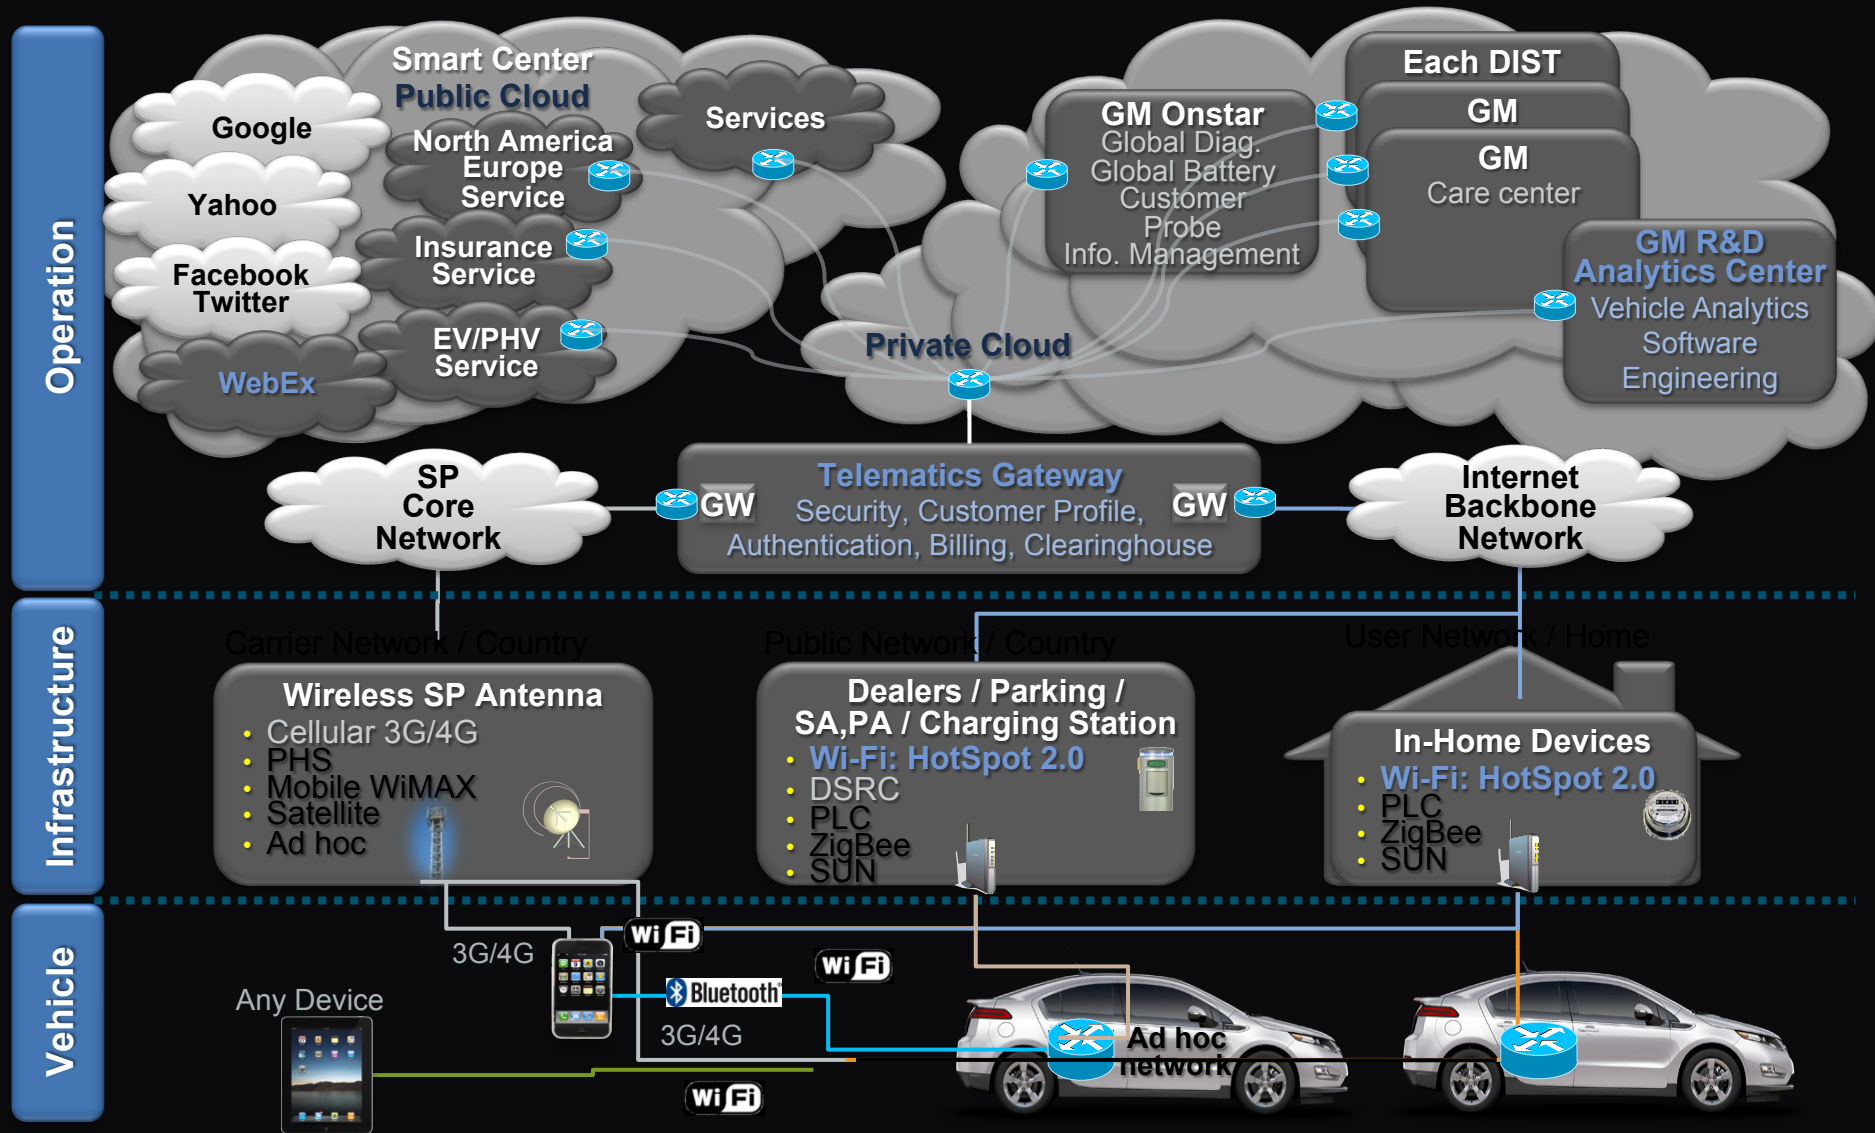 Operation
Smart Center
Public Cloud
Google
Yahoo
Facebook
Twitter
WebEx
North America
Europe
Service
Insurance
Service
EV/PHV
Service
Services
Private Cloud
GM Onstar
Global Diag.
Global Battery
Customer
Probe
Info. Management
Each DIST
GM
GM
Care center
GM R&D
Analytics Center
Vehicle Analytics
Software
Engineering
SP
Core
Network
GW
Telematics Gateway
Security, Customer Profile,
Authentication, Billing, Clearinghouse
GW
Internet
Backbone
Network
Infrastructure
Carrier Network / Country
Wireless SP Antenna
• Cellular 3G/4G
• PHS
• Mobile WiMAX
• Satellite
• Ad hoc
Public Network / Country
Dealers / Parking /
SA,PA / Charging Station
• Wi-Fi: HotSpot 2.0
• DSRC
• PLC
• ZigBee
• SUN
User Network / Home
In-Home Devices
• Wi-Fi: HotSpot 2.0
• PLC
• ZigBee
• SUN
Vehicle
3G/4G
Wi Fi
Wi Fi
Any Device
Bluetooth
3G/4G
Wi Fi
Ad hoc
network